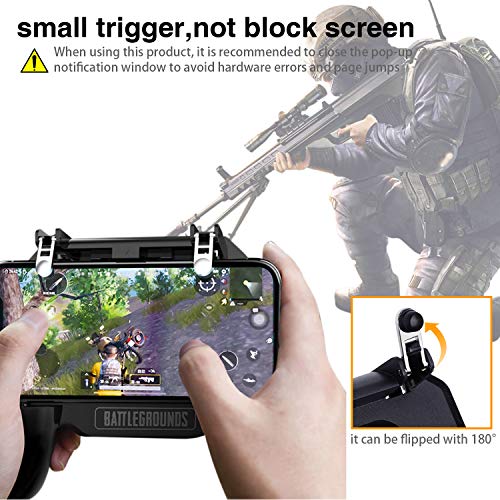 small trigger,not block screen
When using this product, it is recommended to close the pop-up
notification window to avoid hardware errors and page jumps
BATTLEGROUNDS
it can be flipped with 180°